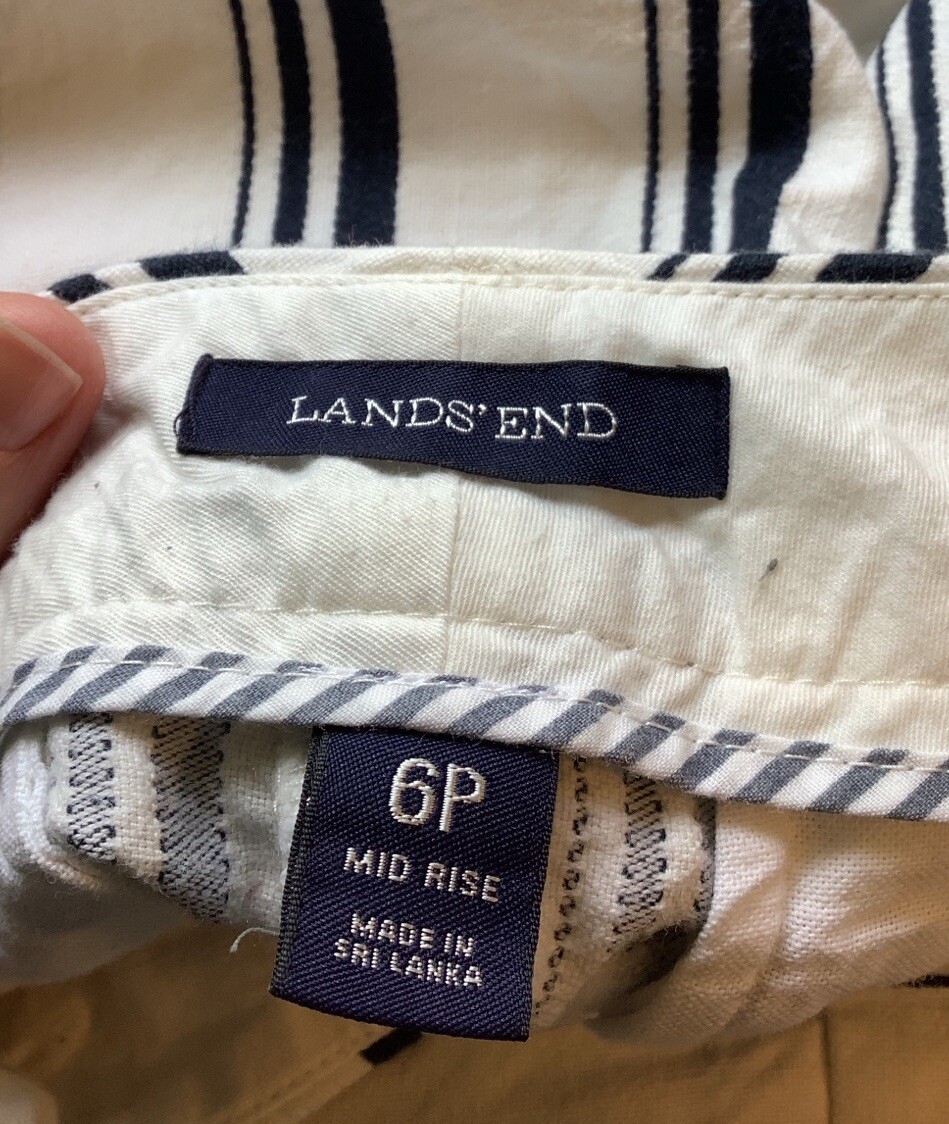 LANDS' END
6P
MID RISE
MADE IN
SRI LANKA